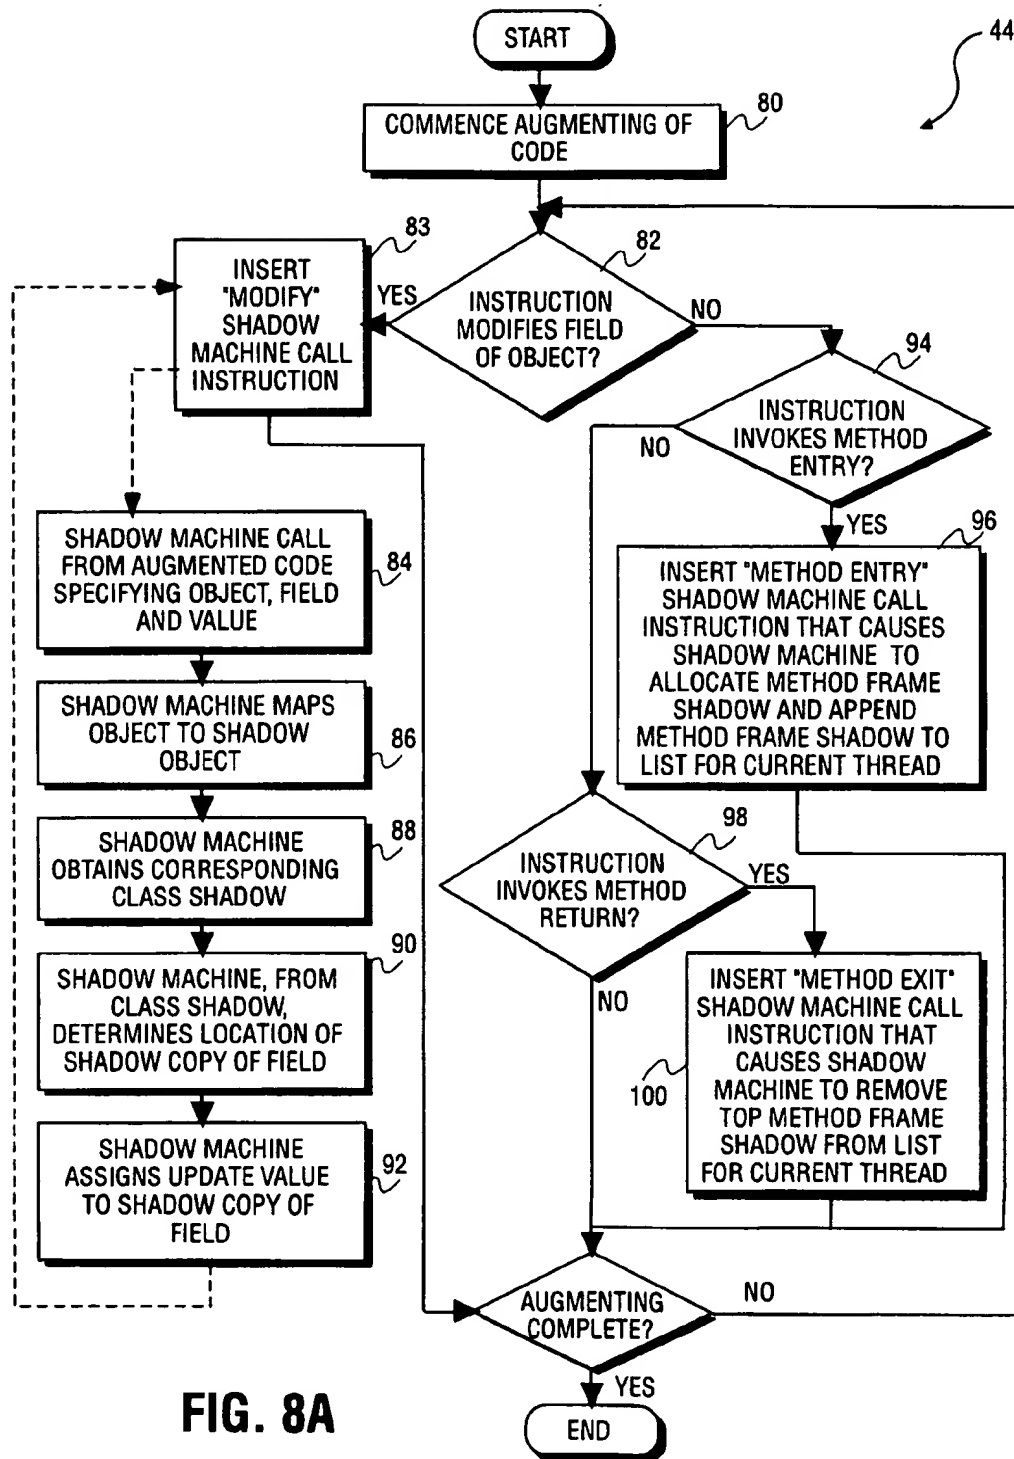 START
44
COMMENCE AUGMENTING OF
CODE
80
INSTRUCTION
MODIFIES FIELD
OF OBJECT?
82
YES
NO
INSERT
"MODIFY"
SHADOW
MACHINE CALL
INSTRUCTION
83
SHADOW MACHINE CALL
FROM AUGMENTED CODE
SPECIFYING OBJECT, FIELD
AND VALUE
84
SHADOW MACHINE MAPS
OBJECT TO SHADOW
OBJECT
86
SHADOW MACHINE
OBTAINS CORRESPONDING
CLASS SHADOW
88
SHADOW MACHINE, FROM
CLASS SHADOW,
DETERMINES LOCATION OF
SHADOW COPY OF FIELD
90
SHADOW MACHINE
ASSIGNS UPDATE VALUE
TO SHADOW COPY OF
FIELD
92
INSTRUCTION
INVOKES METHOD
ENTRY?
94
NO
YES
INSERT "METHOD ENTRY"
SHADOW MACHINE CALL
INSTRUCTION THAT CAUSES
SHADOW MACHINE TO
ALLOCATE METHOD FRAME
SHADOW AND APPEND
METHOD FRAME SHADOW TO
LIST FOR CURRENT THREAD
96
INSTRUCTION
INVOKES METHOD
RETURN?
98
YES
NO
INSERT "METHOD EXIT"
SHADOW MACHINE CALL
INSTRUCTION THAT
CAUSES SHADOW
MACHINE TO REMOVE
TOP METHOD FRAME
SHADOW FROM LIST
FOR CURRENT THREAD
100
AUGMENTING
COMPLETE?
NO
YES
END
FIG. 8A